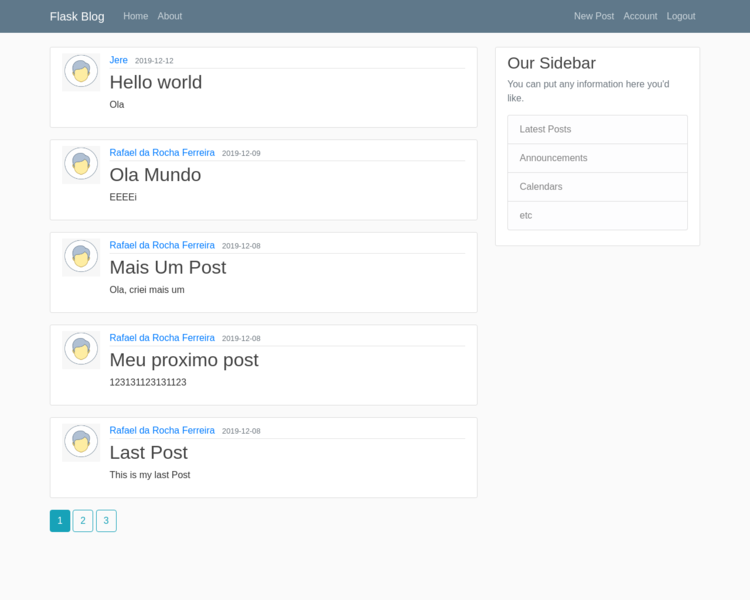 Flask Blog Home About New Post Account Logout
Jere 2019-12-12
Hello world
Ola
Rafael da Rocha Ferreira 2019-12-09
Ola Mundo
EEEEi
Rafael da Rocha Ferreira 2019-12-08
Mais Um Post
Ola, criei mais um
Rafael da Rocha Ferreira 2019-12-08
Meu proximo post
123131123131123
Rafael da Rocha Ferreira 2019-12-08
Last Post
This is my last Post
1 2 3
Our Sidebar
You can put any information here you'd
like.
Latest Posts
Announcements
Calendars
etc